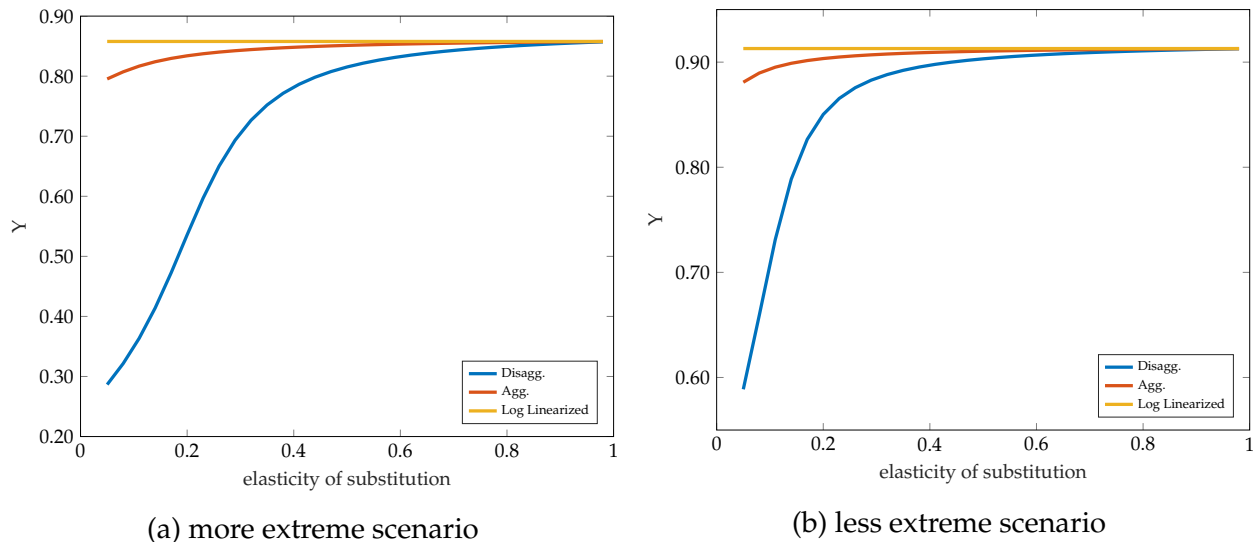 0.90
0.80
0.70
0.60
0.50
0.40
0.30
0.20
Y
0
0.2
0.4
0.6
0.8
1
elasticity of substitution
Disagg.
Agg.
Log Linearized
(a) more extreme scenario
0.90
0.80
0.70
0.60
Y
0
0.2
0.4
0.6
0.8
1
elasticity of substitution
Disagg.
Agg.
Log Linearized
(b) less extreme scenario